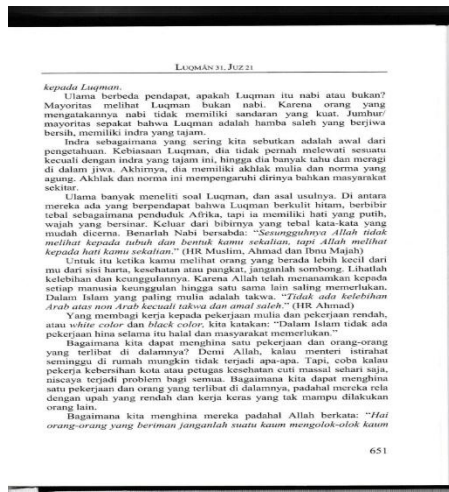 LUQMÂN 31, JUZ 21
kepada Luqman.
Ulama berbeda pendapat, apakah Luqman itu nabi atau bukan?
Mayoritas melihat Luqman bukan nabi. Karena orang yang
mengatakannya nabi tidak memiliki sandaran yang kuat. Jumhur/
mayoritas sepakat bahwa Luqman adalah hamba saleh yang berjiwa
bersih, memiliki indra yang tajam.
Indra sebagaimana yang sering kita sebutkan adalah awal dari
pengetahuan. Kebiasaan Luqman, dia tidak pernah melewati sesuatu
kecuali dengan indra yang tajam ini, hingga dia banyak tahu dan meragi
di dalam jiwa. Akhirnya, dia memiliki akhlak mulia dan norma yang
agung. Akhlak dan norma ini mempengaruhi dirinya bahkan masyarakat
sekitar.
Ulama banyak meneliti soal Luqman, dan asal usulnya. Di antara
mereka ada yang berpendapat bahwa Luqman berkulit hitam, berbibir
tebal sebagaimana penduduk Afrika, tapi ia memiliki hati yang putih,
wajah yang bersinar. Keluar dari bibirnya yang tebal kata-kata yang
mudah dicerna. Benarlah Nabi bersabda: "Sesungguhnya Allah tidak
melihat kepada tubuh dan bentuk kamu sekalian, tapi Allah melihat
kepada hati kamu sekalian." (HR Muslim, Ahmad dan Ibnu Majah)
Untuk itu ketika kamu melihat orang yang berada lebih kecil dari
mu dari sisi harta, kesehatan atau pangkat, janganlah sombong. Lihatlah
kelebihan dan keunggulannya. Karena Allah telah menanamkan kepada
setiap manusia keunggulan hingga satu sama lain saling memerlukan.
Dalam Islam yang paling mulia adalah takwa. "Tidak ada kelebihan
Arab atas non Arab kecuali takwa dan amal saleh." (HR Ahmad)
Yang membagi kerja kepada pekerjaan mulia dan pekerjaan rendah,
atau white color dan black color, kita katakan: "Dalam Islam tidak ada
pekerjaan hina selama itu halal dan masyarakat memerlukan."
Bagaimana kita dapat menghina satu pekerjaan dan orang-orang
yang terlibat di dalamnya? Demi Allah, kalau menteri istirahat
seminggu di rumah mungkin tidak terjadi apa-apa. Tapi, coba kalau
pekerja kebersihan kota atau petugas kesehatan cuti massal sehari saja,
niscaya terjadi problem bagi semua. Bagaimana kita dapat menghina
satu pekerjaan dan orang yang terlibat di dalamnya, padahal mereka rela
dengan upah yang rendah dan kerja keras yang tak mampu dilakukan
orang lain.
Bagaimana kita menghina mereka padahal Allah berkata: "Hai
orang-orang yang beriman janganlah suatu kaum mengolok-olok kaum
651